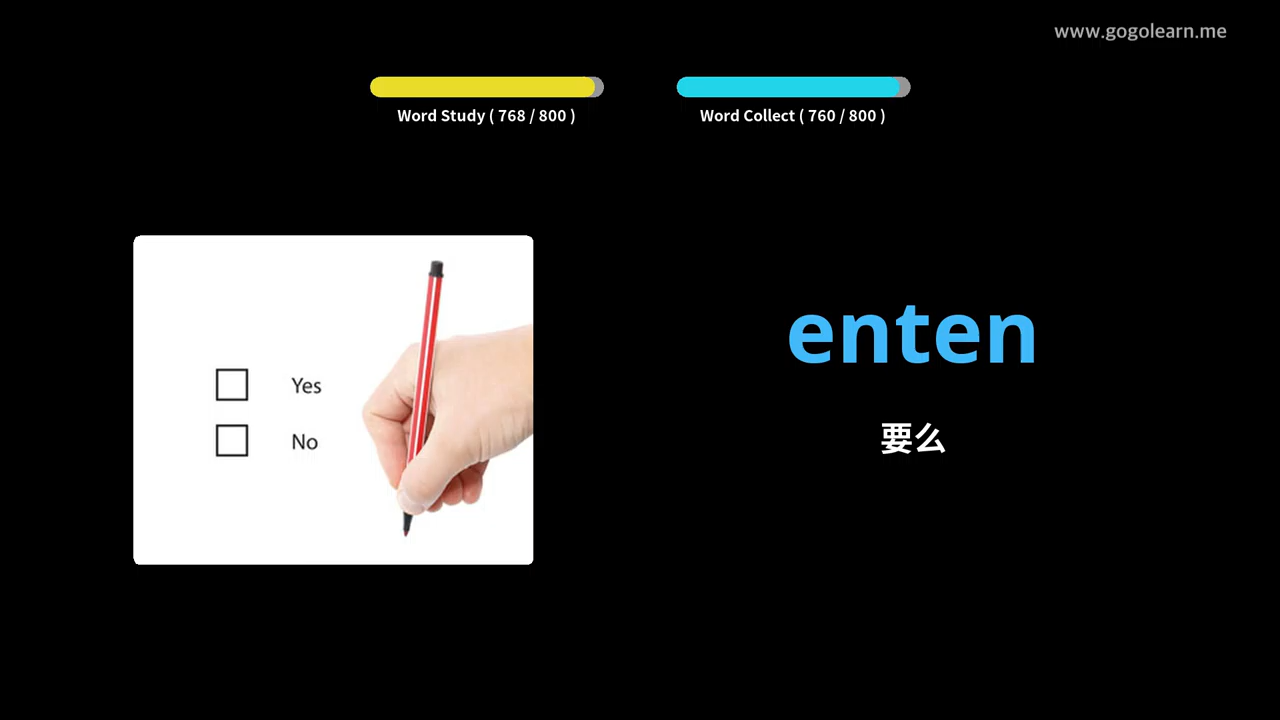 www.gogolearn.me
Word Study ( 768 / 800 )
Word Collect ( 760 / 800 )
Yes
No
enten
要么